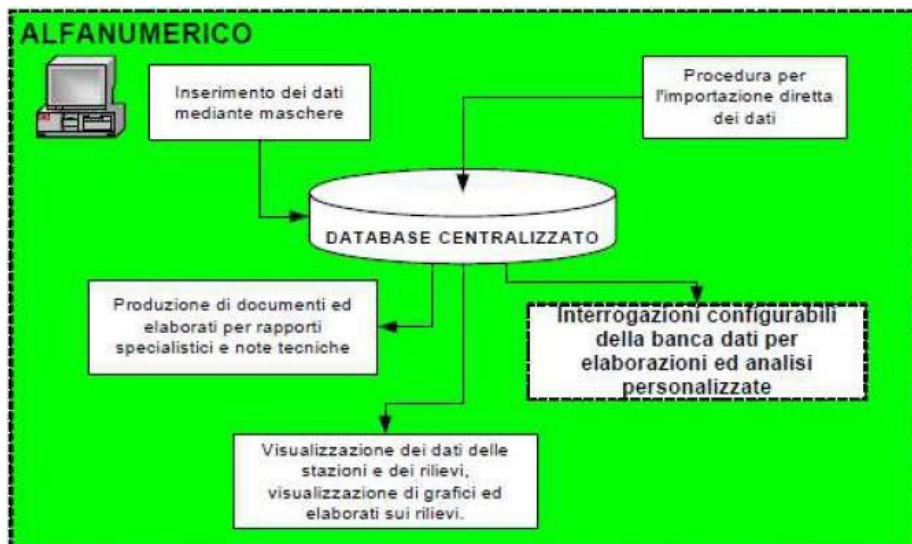 ALFANUMERICO
Inserimento dei dati
mediante maschere
Procedura per
l'importazione diretta
dei dati
DATABASE CENTRALIZZATO
Produzione di documenti ed
elaborati per rapporti
specialistici e note tecniche
Interrogazioni configurabili
della banca dati per
elaborazioni ed analisi
personalizzate
Visualizzazione dei dati delle
stazioni e dei rilievi,
visualizzazione di grafici ed
elaborati sui rilievi.